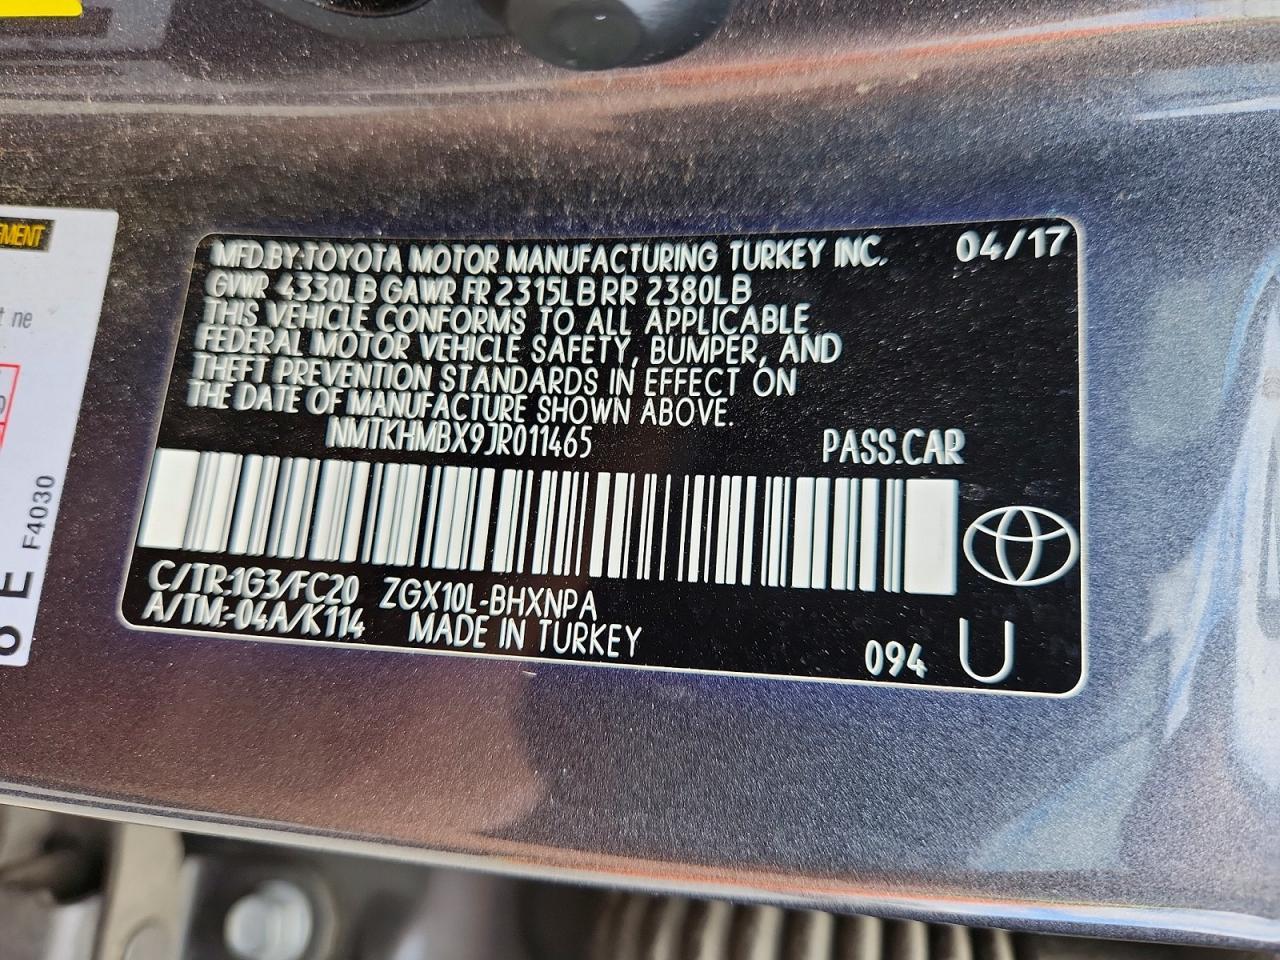 MFD.BY:TOYOTA MOTOR MANUFACTURING TURKEY INC. 04/17
GVWR 4330LB GAWR FR 2315LB RR 2380LB
THIS VEHICLE CONFORMS TO ALL APPLICABLE
FEDERAL MOTOR VEHICLE SAFETY, BUMPER, AND
THEFT PREVENTION STANDARDS IN EFFECT ON
THE DATE OF MANUFACTURE SHOWN ABOVE.
NMTKHMBX9JR011465 PASS.CAR
C/TR:1G3/FC20 ZGX10L-BHXNPA
A/TM:-04A/K114 MADE IN TURKEY
094 U
EMENT
t ne
F4030
E